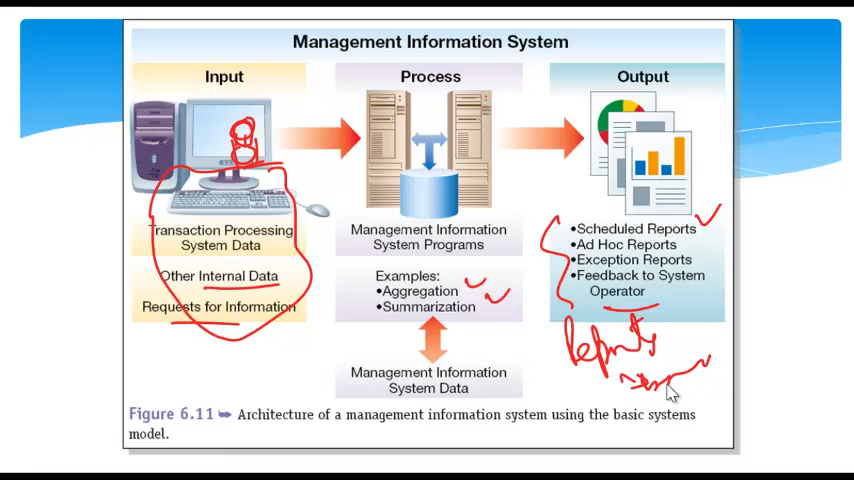 Management Information System
Input
Process
Output
Transaction Processing
System Data
Other Internal Data
Requests for Information
Management Information
System Programs
Examples:
•Aggregation
•Summarization
Management Information
System Data
•Scheduled Reports
•Ad Hoc Reports
•Exception Reports
•Feedback to System
Operator
Reports
Figure 6.11 ➥ Architecture of a management information system using the basic systems
model.